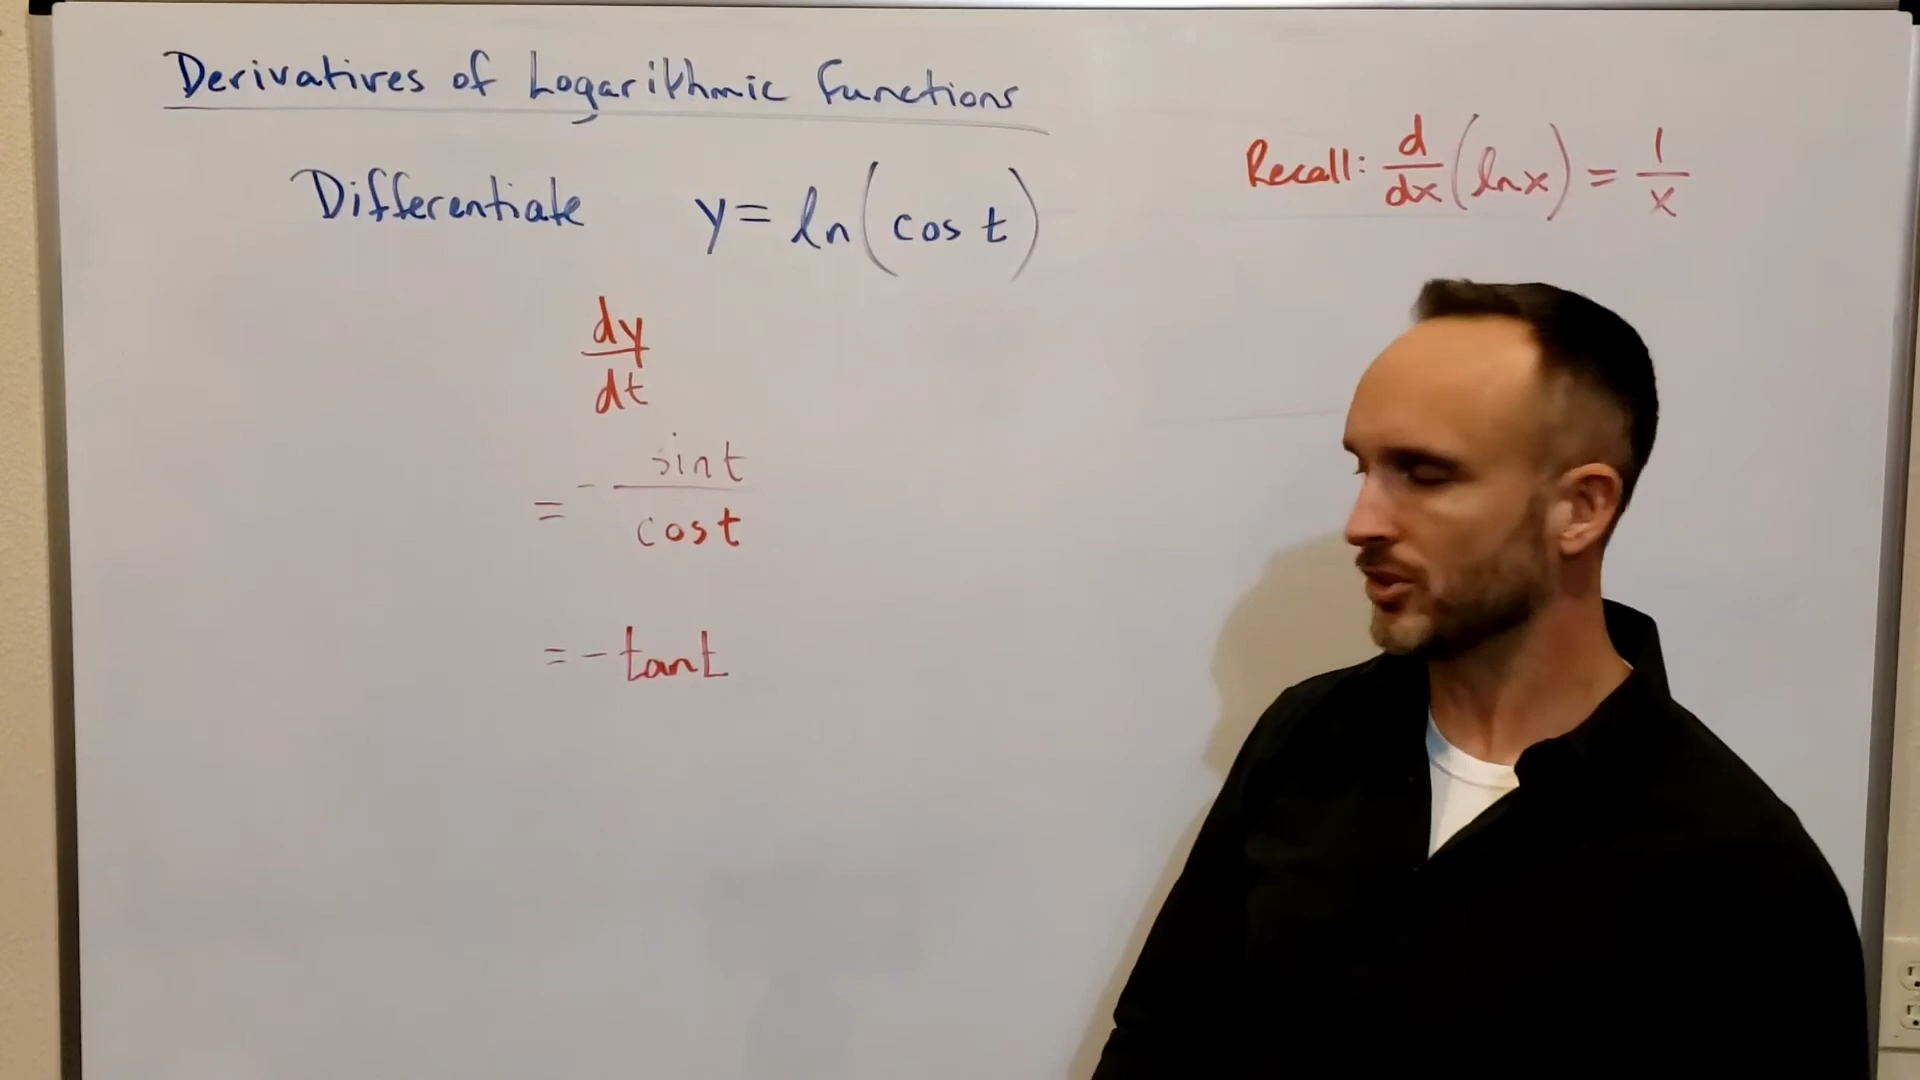 Derivatives of Logarithmic Functions
Differentiate y = ln(cos t)
Recall: d/dx (ln x) = 1/x
dy/dt
= - sin t / cos t
= - tan t